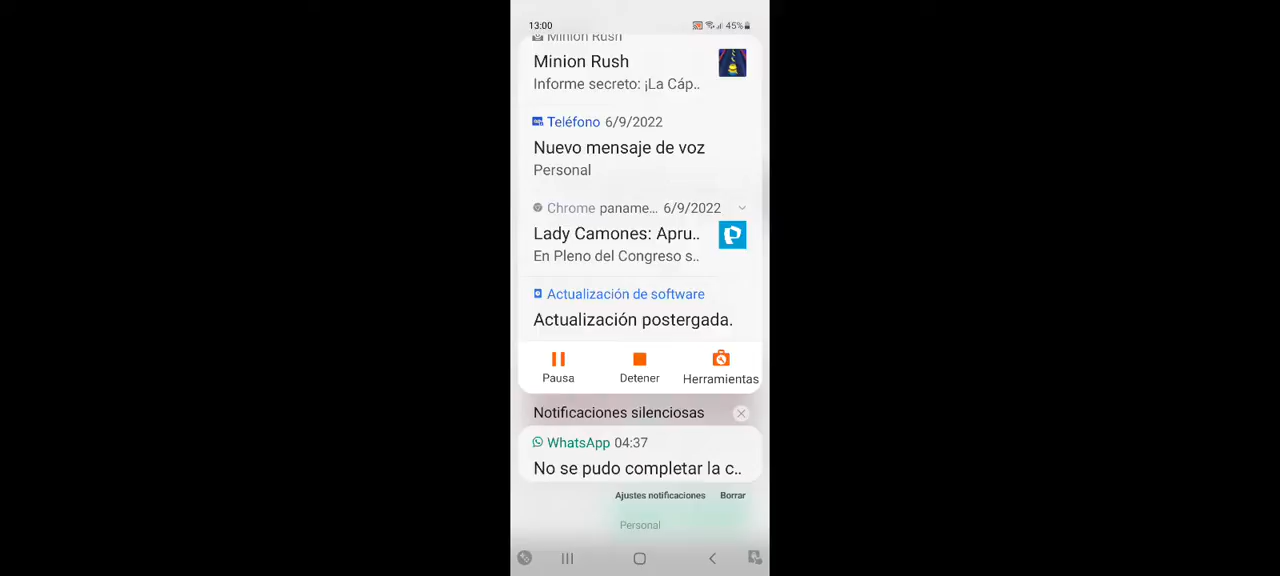 13:00 45%
Minion Rush
Minion Rush
Informe secreto: ¡La Cáp..
Teléfono 6/9/2022
Nuevo mensaje de voz
Personal
Chrome paname... 6/9/2022
Lady Camones: Apru..
En Pleno del Congreso s..
Actualización de software
Actualización postergada.
Pausa Detener Herramientas
Notificaciones silenciosas
WhatsApp 04:37
No se pudo completar la c..
Ajustes notificaciones Borrar
Personal